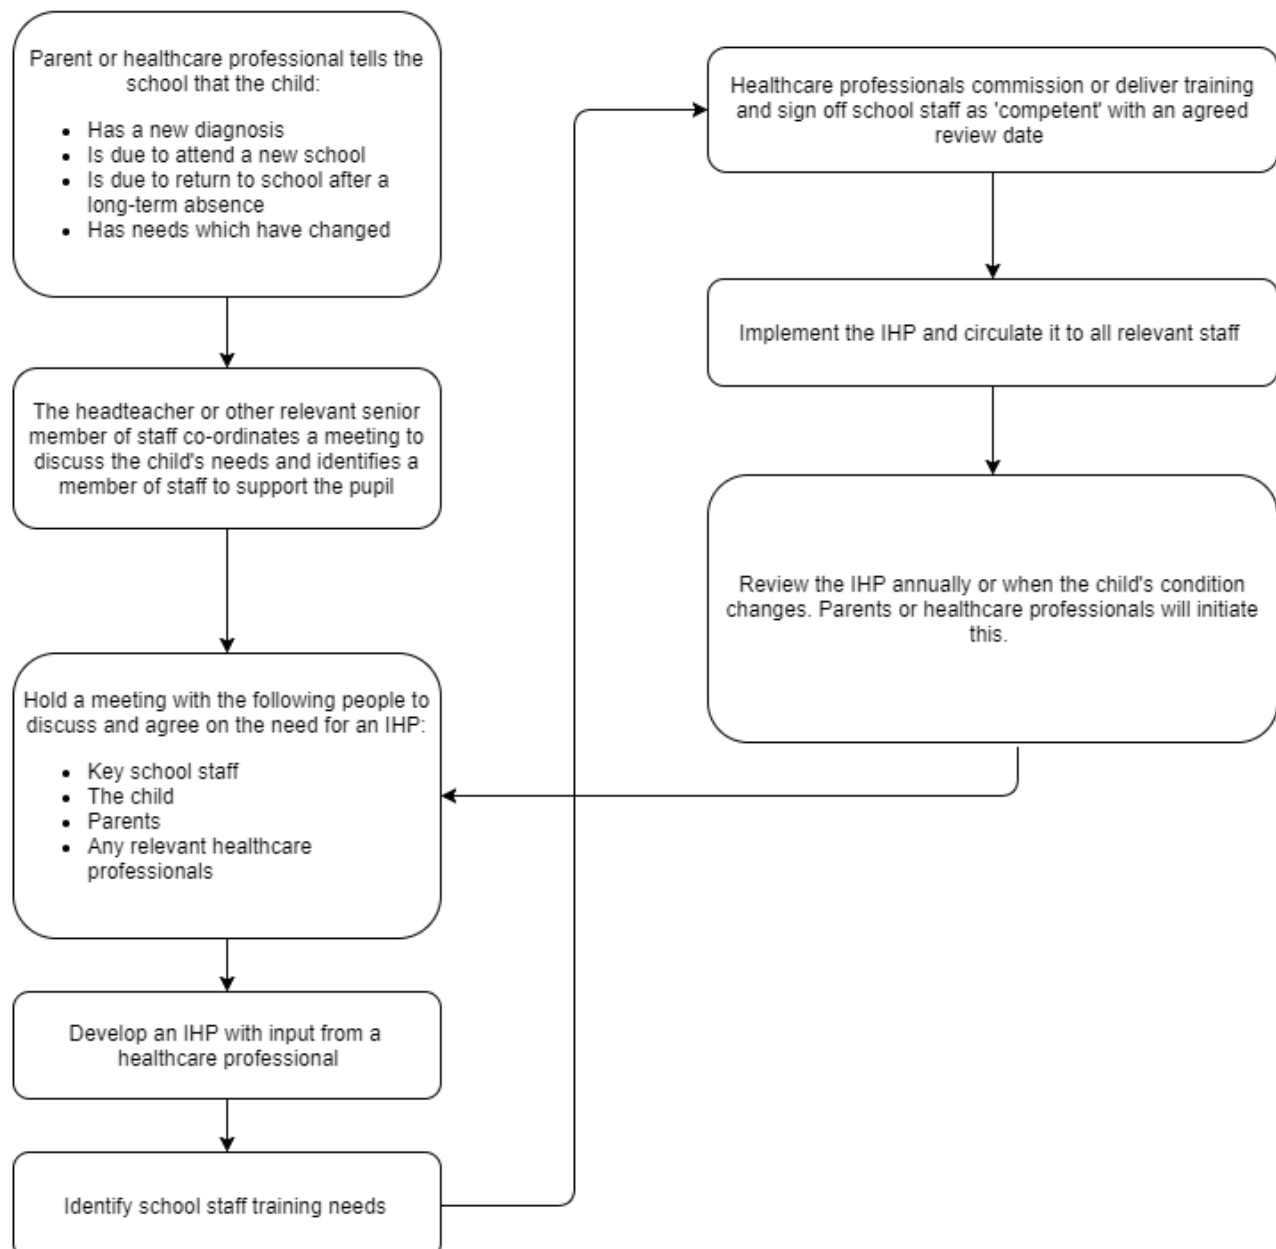 Parent or healthcare professional tells the
school that the child:
• Has a new diagnosis
• Is due to attend a new school
• Is due to return to school after a
long-term absence
• Has needs which have changed
The headteacher or other relevant senior
member of staff co-ordinates a meeting to
discuss the child's needs and identifies a
member of staff to support the pupil
Hold a meeting with the following people to
discuss and agree on the need for an IHP:
• Key school staff
• The child
• Parents
• Any relevant healthcare
professionals
Develop an IHP with input from a
healthcare professional
Identify school staff training needs
Healthcare professionals commission or deliver training
and sign off school staff as 'competent' with an agreed
review date
Implement the IHP and circulate it to all relevant staff
Review the IHP annually or when the child's condition
changes. Parents or healthcare professionals will initiate
this.